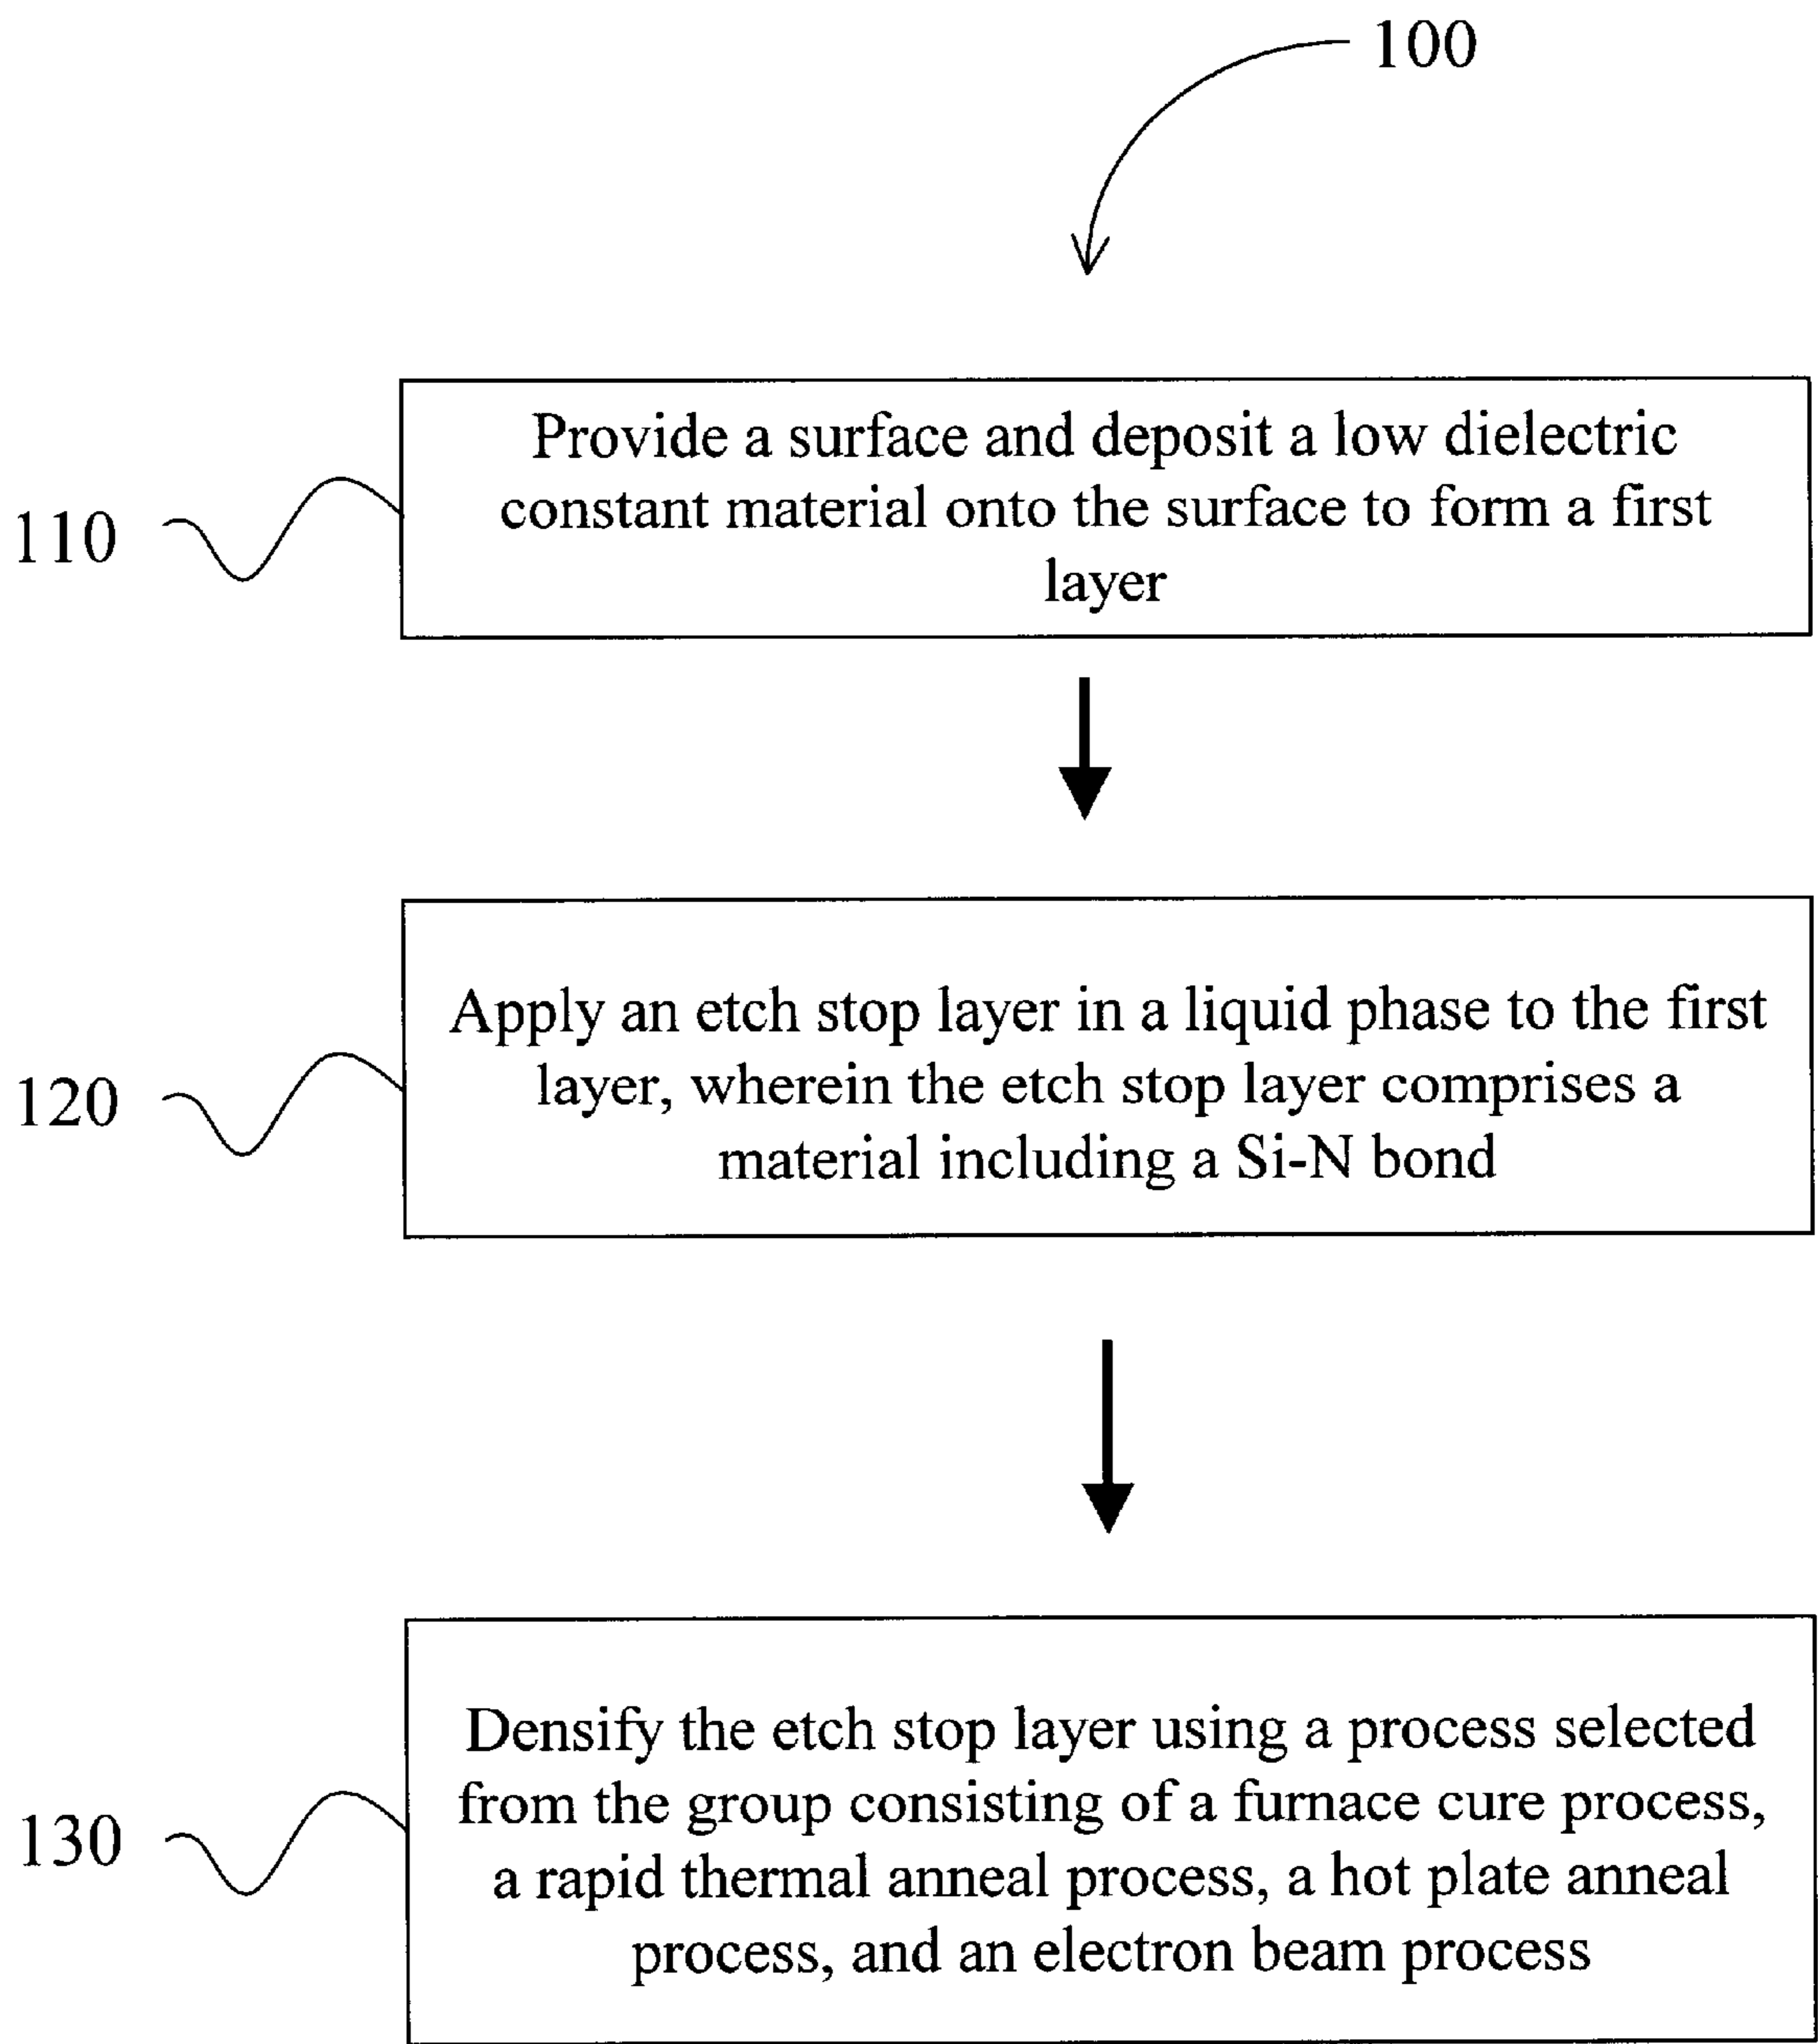 100
110
Provide a surface and deposit a low dielectric
constant material onto the surface to form a first
layer
120
Apply an etch stop layer in a liquid phase to the first
layer, wherein the etch stop layer comprises a
material including a Si-N bond
130
Densify the etch stop layer using a process selected
from the group consisting of a furnace cure process,
a rapid thermal anneal process, a hot plate anneal
process, and an electron beam process